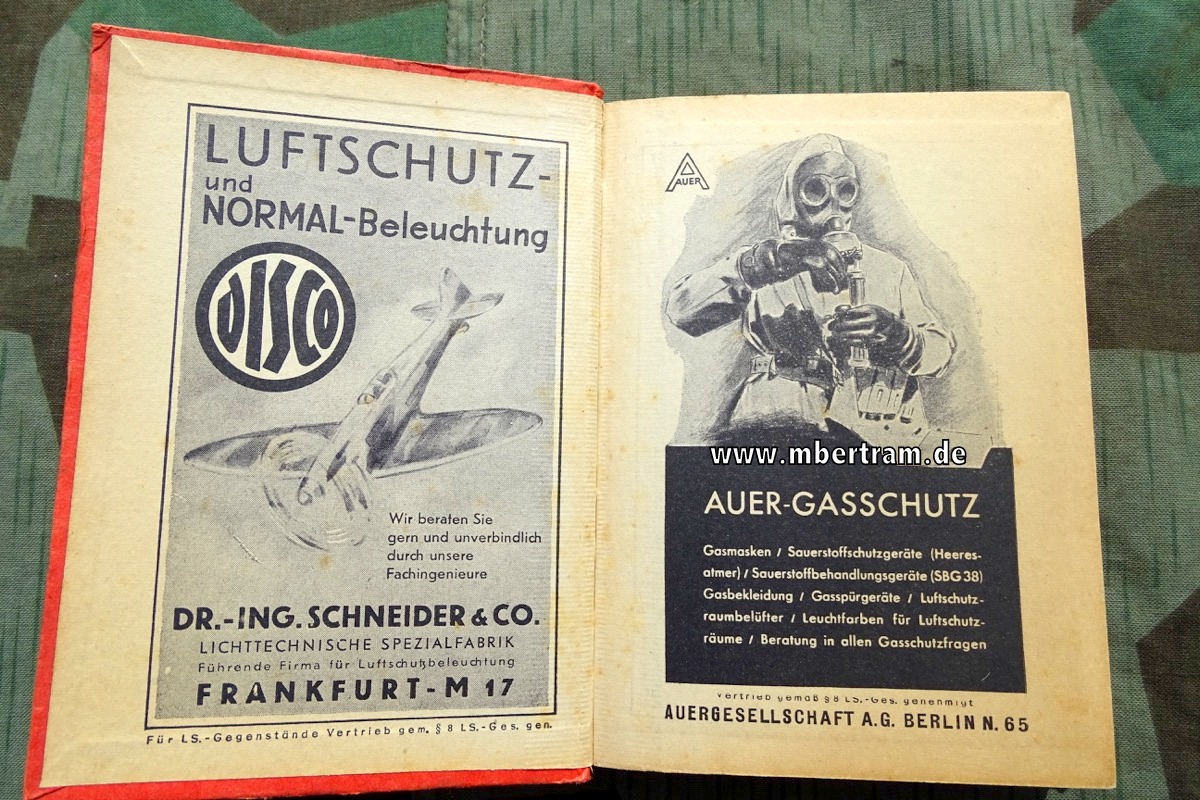 LUFTSCHUTZ-
und
NORMAL-Beleuchtung
DISCO
Wir beraten Sie
gern und unverbindlich
durch unsere
Fachingenieure
DR.-ING. SCHNEIDER & CO.
LICHTTECHNISCHE SPEZIALFABRIK
Führende Firma für Luftschutzbeleuchtung
FRANKFURT-M 17
Für LS.-Gegenstände Vertrieb gem. § 8 LS.-Ges. gen.
AUER
www.mbertram.de
AUER-GASSCHUTZ
Gasmasken / Sauerstoffschutzgeräte (Heeres-
atmer) / Sauerstoffbehandlungsgeräte (SBG 38)
Gasbekleidung / Gasspürgeräte / Luftschutz-
raumbelüfter / Leuchtfarben für Luftschutz-
räume / Beratung in allen Gasschutzfragen
Vertrieb gemäß § 8 LS.-Ges. genehmigt
AUERGESELLSCHAFT A.G. BERLIN N. 65